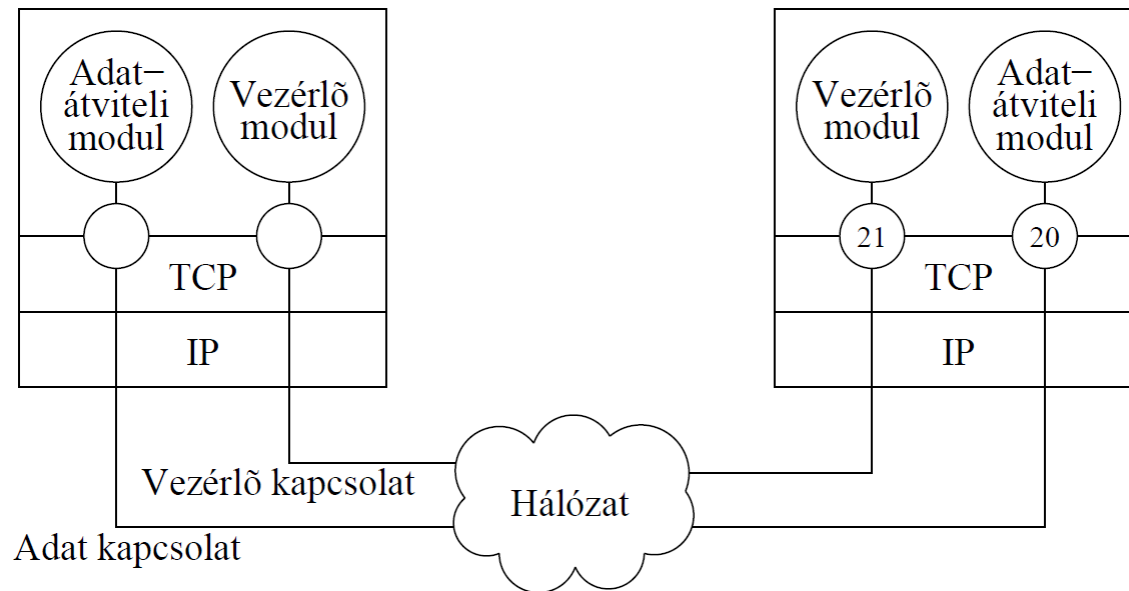 Adat−
átviteli
modul
Vezérlõ
modul
TCP
IP
Vezérlõ
modul
Adat−
átviteli
modul
21
20
TCP
IP
Vezérlõ kapcsolat
Adat kapcsolat
Hálózat